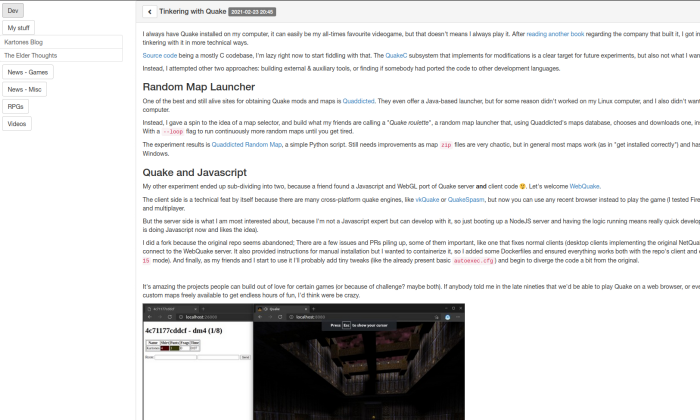 Dev
My stuff
Kartones Blog
The Elder Thoughts
News - Games
News - Misc
RPGs
Videos
Tinkering with Quake 2021-02-23 20:45
I always have Quake installed on my computer, it can easily be my all-times favourite videogame, but that doesn't means I always play it. After reading another book regarding the company that built it, I got in
tinkering with it in more technical ways.
Source code being a mostly C codebase, I'm lazy right now to start fiddling with that. The QuakeC subsystem that implements for modifications is a clear target for future experiments, but also not what I wan
Instead, I attempted other two approaches: building external & auxiliary tools, or finding if somebody had ported the code to other development languages.
Random Map Launcher
One of the best and still alive sites for obtaining Quake mods and maps is Quaddicted. They even offer a Java-based launcher, but for some reason didn't worked on my Linux computer, and I also didn't want
computer.
Instead, I gave a spin to the idea of a map selector, and build what my friends are calling a "Quake roulette", a random map launcher that, using Quaddicted's maps database, chooses and downloads one, ins
With a --loop flag to run continuously more random maps until you get tired.
The experiment results is Quaddicted Random Map, a simple Python script. Still needs improvements as map zip files are very chaotic, but in general most maps work (as in "get installed correctly") and has
Windows.
Quake and Javascript
My other experiment ended up sub-dividing into two, because a friend found a Javascript and WebGL port of Quake server and client code 😲. Let's welcome WebQuake.
The client side is a technical feat by itself because there are many cross-platform quake engines, like vkQuake or QuakeSpasm, but now you can use any recent browser instead to play the game (I tested Fire
and multiplayer.
But the server side is what I am most interested about, because I'm not a Javascript expert but can develop with it, so just booting up a NodeJS server and having the logic running means really quick develop
is doing Javascript now and likes the idea).
I did a fork because the original repo seems abandoned; There are a few issues and PRs piling up, some of them important, like one that fixes normal clients (desktop clients implementing the original NetQua
connect to the WebQuake server. It also provided instructions for manual installation but I wanted to containerize it, so I added some Dockerfiles and ensured everything works both with the repo's client and c
15 mode). And finally, as my friends and I start to use it I'll probably add tiny tweaks (like the already present basic autoexec.cfg) and begin to diverge the code a bit from the original.
It's amazing the projects people can build out of love for certain games (or because of challenge? maybe both). If anybody told me in the late nineties that we'd be able to play Quake on a web browser, or eve
custom maps freely available to get endless hours of fun, I'd think were be crazy.
localhost
4c71177cddcf - dm4 (1/8)
Name
Quake
localhost
Press Esc to show your cursor